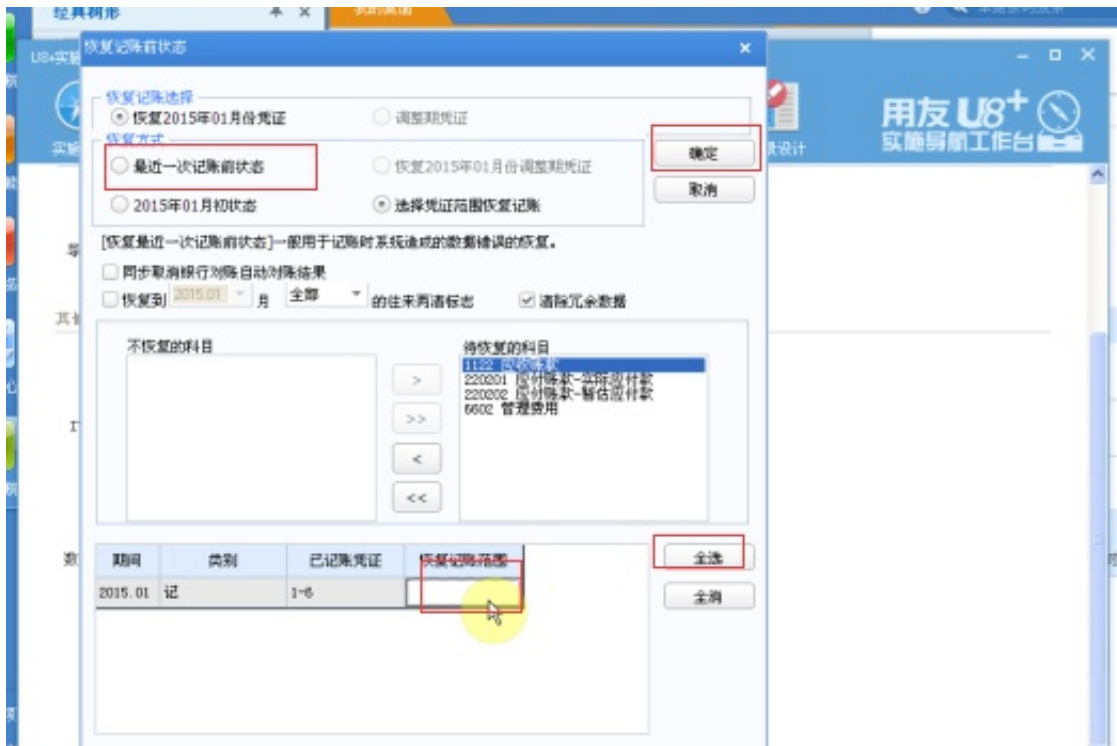 经典树形
恢复记账前状态
U8+实施
恢复记账选择
恢复2015年01月份凭证
调整期凭证
恢复方式
最近一次记账前状态
恢复2015年01月份调整期凭证
确定
2015年01月初状态
选择凭证范围恢复记账
取消
用友 U8+
实施导航工作台
[恢复最近一次记账前状态]一般用于记账时系统造成的数据错误的恢复。
同步取消银行对账自动对账结果
恢复到 2015.01 月 全部 的往来两清标志 清除冗余数据
不恢复的科目
待恢复的科目
1122 应收账款
220201 应付账款-实际应付款
220202 应付账款-暂估应付款
6602 管理费用
>
>>
<
<<
期间 类别 已记账凭证 恢复记账范围
全选
2015.01 记 1-6
全消